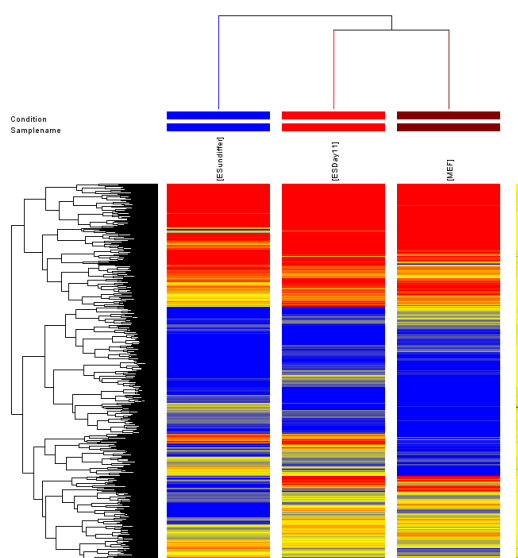 Condition
Samplename
[ESundiffer]
[ESDay11]
[MEF]